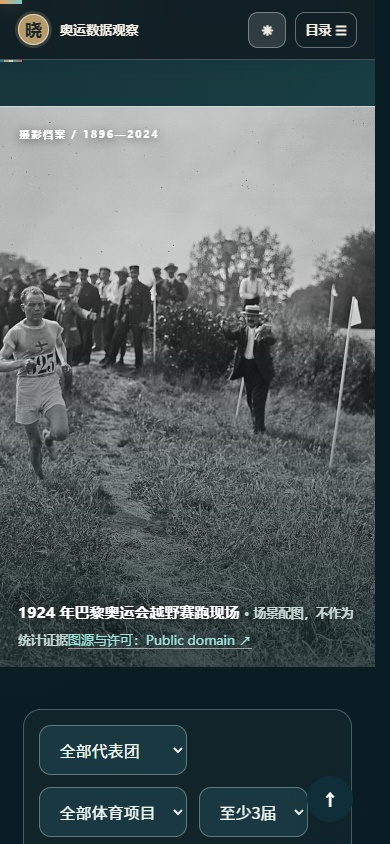 晓 奥运数据观察 目录
摄影档案 / 1896—2024
325
1924 年巴黎奥运会越野赛跑现场 • 场景配图，不作为
统计证据图源与许可：Public domain ↗
全部代表团
全部体育项目 至少3届